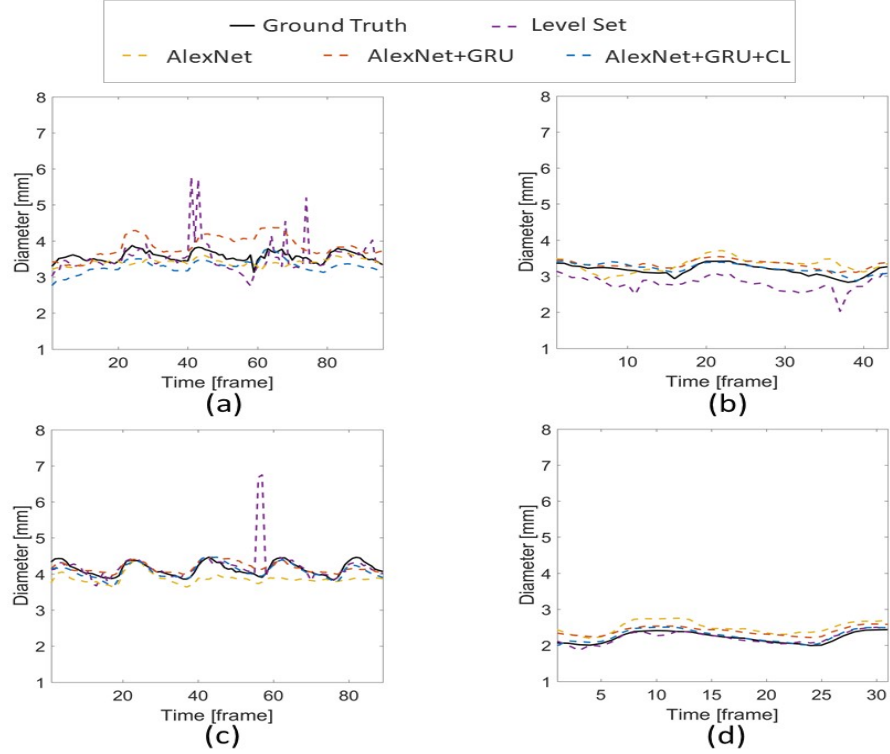 Ground Truth
Level Set
AlexNet
AlexNet+GRU
AlexNet+GRU+CL
8
7
6
5
4
3
2
1
Diameter [mm]
20
40
60
80
Time [frame]
(a)
8
7
6
5
4
3
2
1
Diameter [mm]
10
20
30
40
Time [frame]
(b)
8
7
6
5
4
3
2
1
Diameter [mm]
20
40
60
80
Time [frame]
(c)
8
7
6
5
4
3
2
1
Diameter [mm]
5
10
15
20
25
30
Time [frame]
(d)